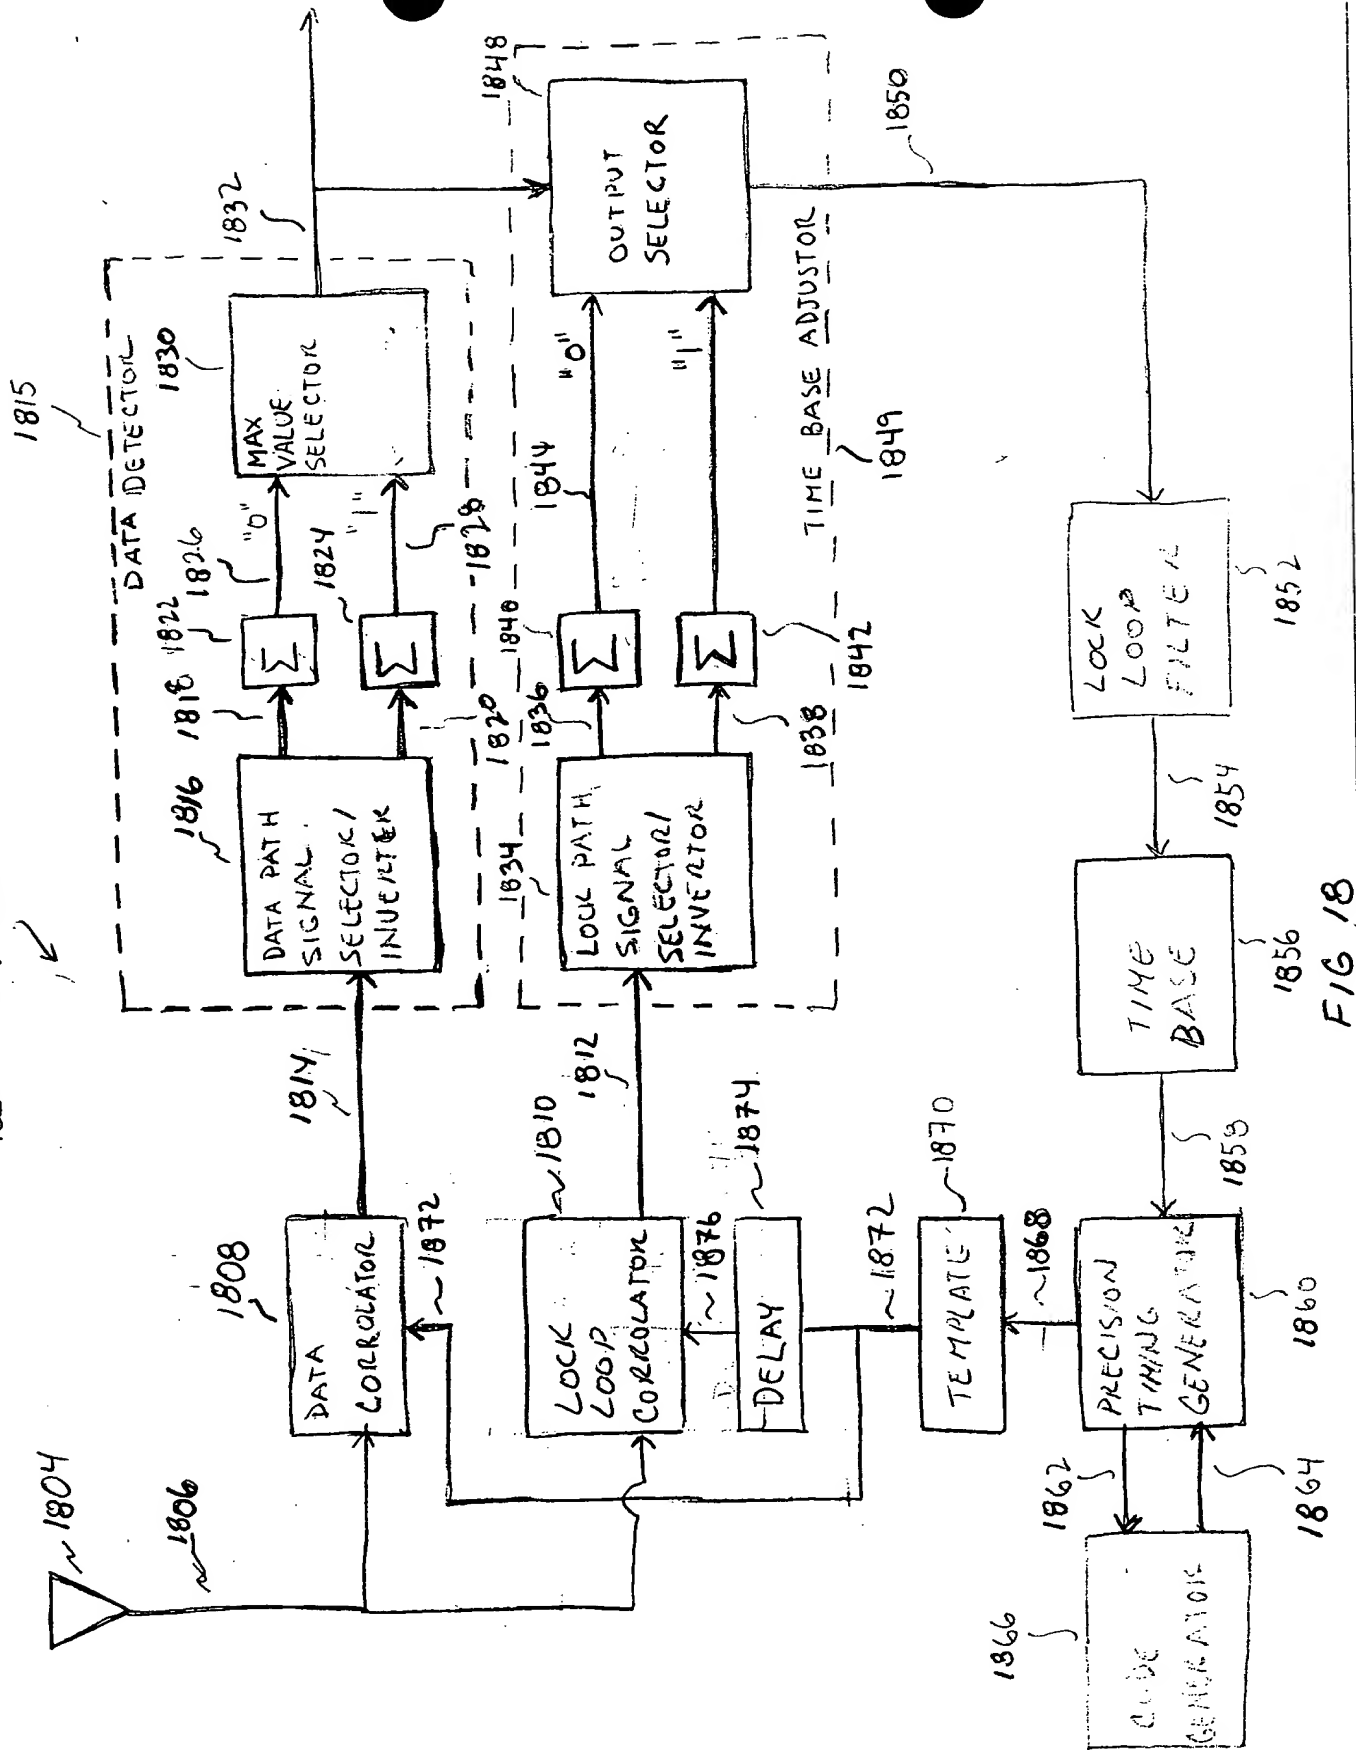 1804
1806
1808
DATA
CORROLATOR
1872
1814
1815
DATA DETECTOR
1816
DATA PATH
SIGNAL
SELECTOR/
INVERTER
1818
1820
1822
Σ
1824
Σ
1826
"0"
1828
"1"
1830
MAX
VALUE
SELECTOR
1832
1810
LOCK
LOOP
CORROLATOR
1812
1834
LOCK PATH
SIGNAL
SELECTOR/
INVERTOR
1836
1838
1840
Σ
1842
Σ
1844
"0"
"1"
1848
OUTPUT
SELECTOR
TIME BASE ADJUSTOR
1849
1850
1876
DELAY
1874
1872
TEMPLATE
1870
1868
LOCK
LOOP
FILTER
1852
1854
TIME
BASE
1856
1858
PRECISION
TIMING
GENERATOR
1860
1862
1864
1866
CODE
GENERATOR
FIG 18